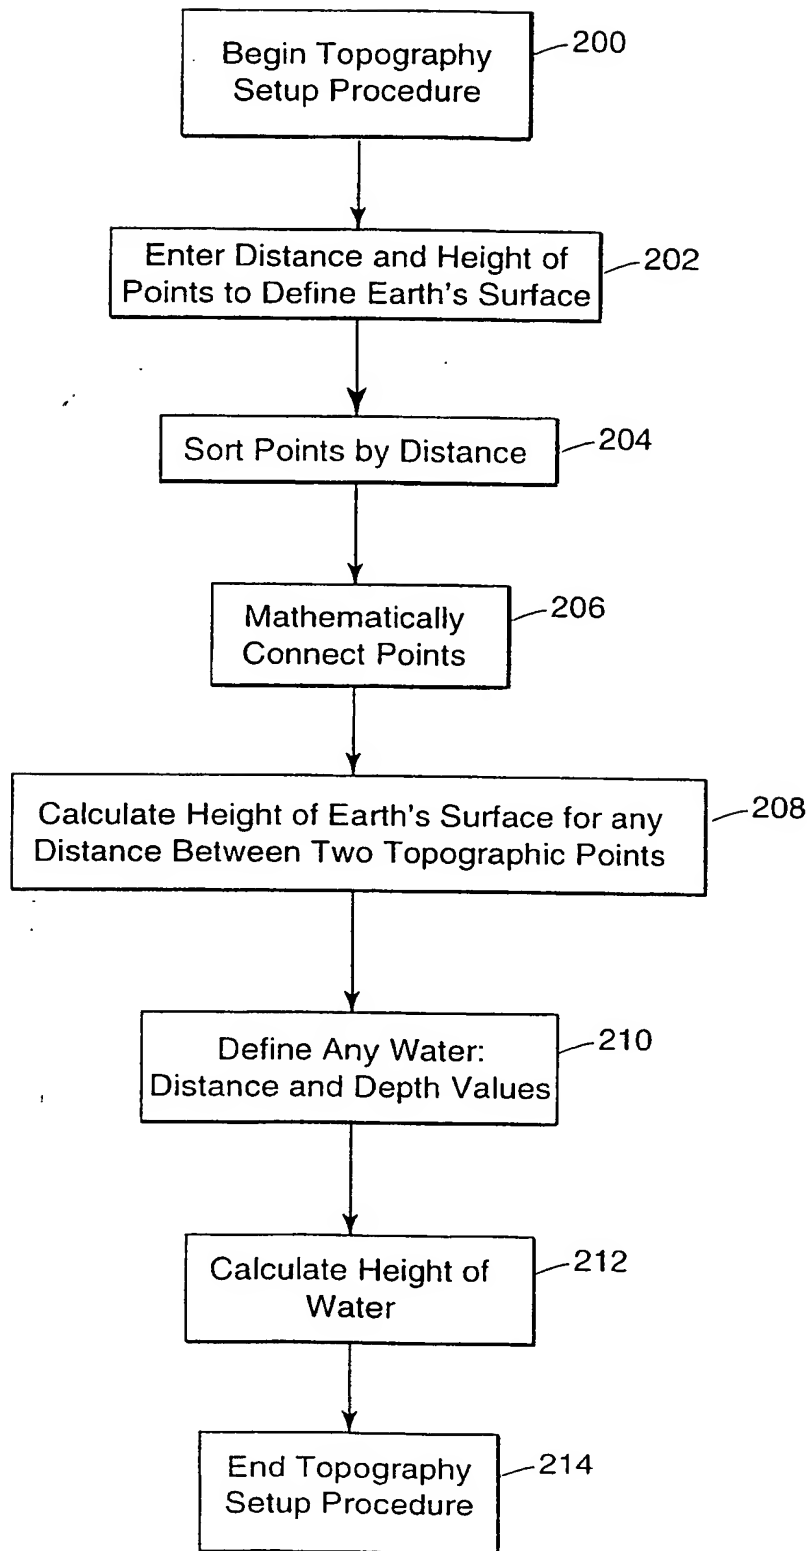 Begin Topography
Setup Procedure
200
Enter Distance and Height of
Points to Define Earth's Surface
202
Sort Points by Distance
204
Mathematically
Connect Points
206
Calculate Height of Earth's Surface for any
Distance Between Two Topographic Points
208
Define Any Water:
Distance and Depth Values
210
Calculate Height of
Water
212
End Topography
Setup Procedure
214